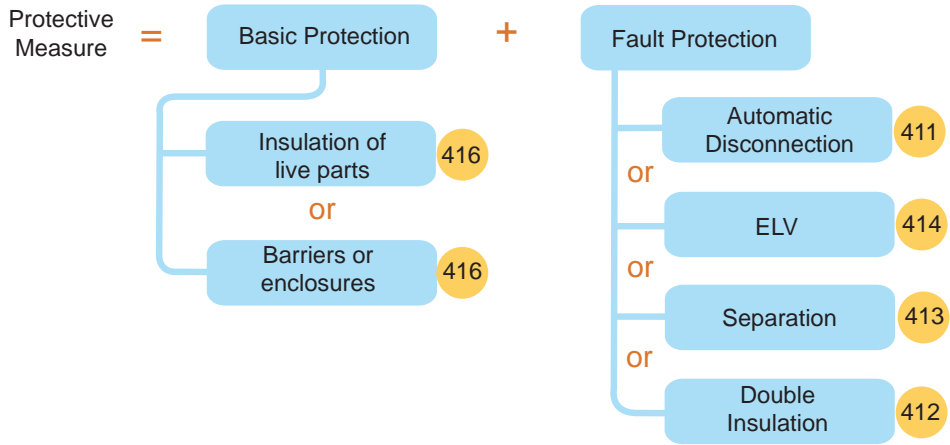 Protective
Measure
=
Basic Protection
+
Fault Protection
Insulation of
live parts
416
or
Barriers or
enclosures
416
Automatic
Disconnection
411
or
ELV
414
or
Separation
413
or
Double
Insulation
412